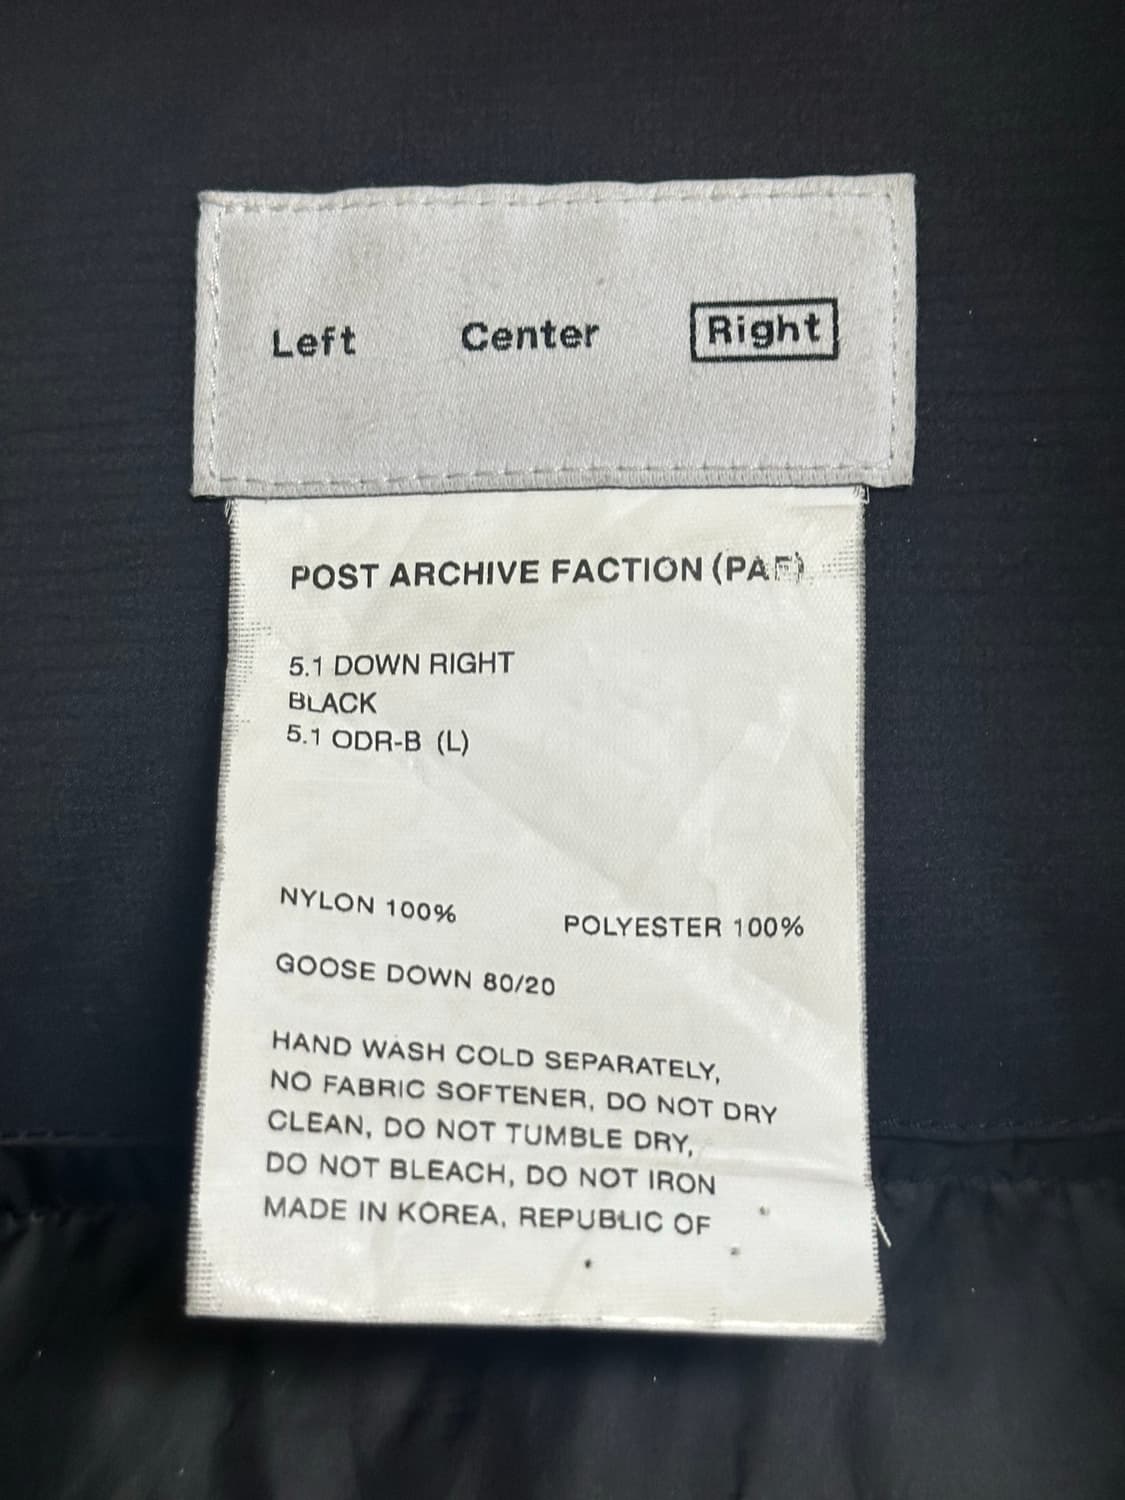 Left Center Right
POST ARCHIVE FACTION (PAF)
5.1 DOWN RIGHT
BLACK
5.1 ODR-B (L)
NYLON 100% POLYESTER 100%
GOOSE DOWN 80/20
HAND WASH COLD SEPARATELY,
NO FABRIC SOFTENER, DO NOT DRY
CLEAN, DO NOT TUMBLE DRY,
DO NOT BLEACH, DO NOT IRON
MADE IN KOREA, REPUBLIC OF